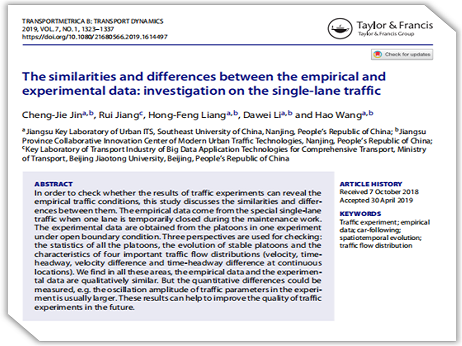 TRANSPORTMETRICA B: TRANSPORT DYNAMICS
2019, VOL. 7, NO. 1, 1323–1337
https://doi.org/10.1080/21680566.2019.1614497
Taylor & Francis
Taylor & Francis Group
Check for updates
The similarities and differences between the empirical and
experimental data: investigation on the single-lane traffic
Cheng-Jie Jin a,b, Rui Jiang c, Hong-Feng Liang a,b, Dawei Li a,b and Hao Wang a,b
a Jiangsu Key Laboratory of Urban ITS, Southeast University of China, Nanjing, People's Republic of China; b Jiangsu
Province Collaborative Innovation Center of Modern Urban Traffic Technologies, Nanjing, People's Republic of China;
c Key Laboratory of Transport Industry of Big Data Application Technologies for Comprehensive Transport, Ministry
of Transport, Beijing Jiaotong University, Beijing, People's Republic of China
ABSTRACT
In order to check whether the results of traffic experiments can reveal the
empirical traffic conditions, this study discusses the similarities and differ-
ences between them. The empirical data come from the special single-lane
traffic when one lane is temporarily closed during the maintenance work.
The experimental data are obtained from the platoons in one experiment
under open boundary condition. Three perspectives are used for checking:
the statistics of all the platoons, the evolution of stable platoons and the
characteristics of four important traffic flow distributions (velocity, time-
headway, velocity difference and time-headway difference at continuous
locations). We find in all these areas, the empirical data and the experimen-
tal data are qualitatively similar. But the quantitative differences could be
measured, e.g. the oscillation amplitude of traffic parameters in the experi-
ment is usually larger. These results can help to improve the quality of traffic
experiments in the future.
ARTICLE HISTORY
Received 7 October 2018
Accepted 30 April 2019
KEYWORDS
Traffic experiment; empirical
data; car-following;
spatiotemporal evolution;
traffic flow distribution